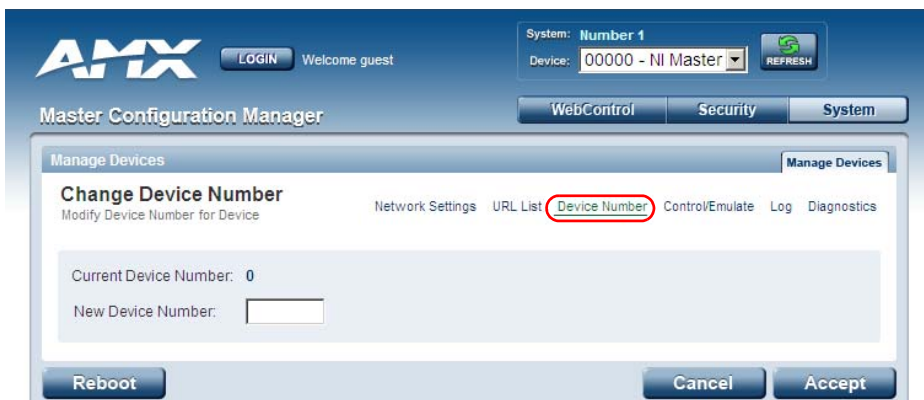 System: Number 1
AMX LOGIN Welcome guest
Device: 00000 - NI Master REFRESH
Master Configuration Manager
WebControl Security System
Manage Devices Manage Devices
Change Device Number
Modify Device Number for Device
Network Settings URL List Device Number Control/Emulate Log Diagnostics
Current Device Number: 0
New Device Number:
Reboot Cancel Accept